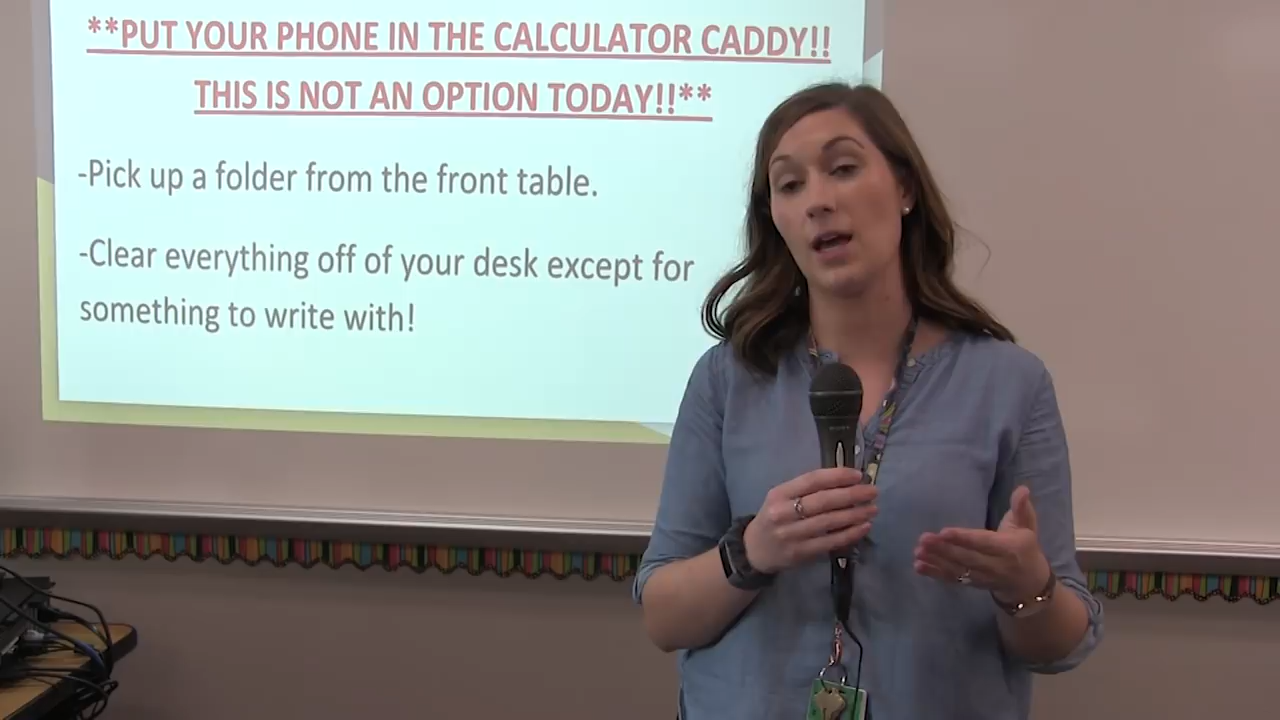 **PUT YOUR PHONE IN THE CALCULATOR CADDY!!
THIS IS NOT AN OPTION TODAY!!**
-Pick up a folder from the front table.
-Clear everything off of your desk except for
something to write with!
SONY